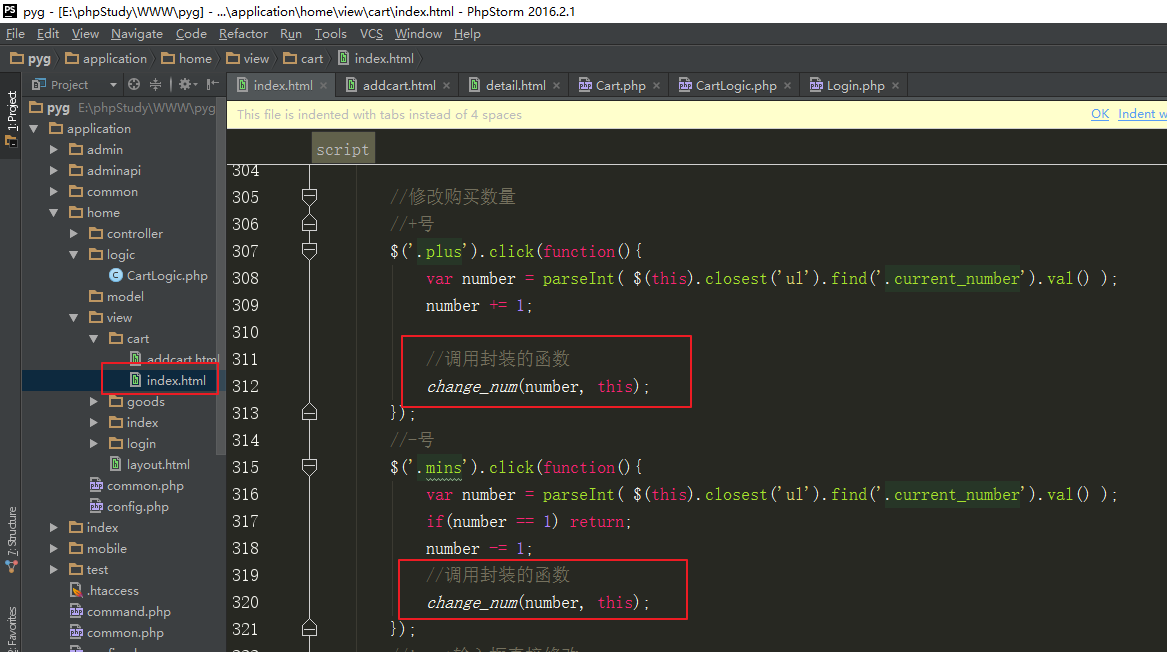 pyg - [E:\phpStudy\WWW\pyg] - ...\application\home\view\cart\index.html - PhpStorm 2016.2.1
File Edit View Navigate Code Refactor Run Tools VCS Window Help
pyg application home view cart index.html
Project
index.html addcart.html detail.html Cart.php CartLogic.php Login.php
1: Project
7: Structure
Favorites
pyg E:\phpStudy\WWW\pyg
application
admin
adminapi
common
home
controller
logic
CartLogic.php
model
view
cart
addcart.html
index.html
goods
index
login
layout.html
common.php
config.php
index
mobile
test
.htaccess
command.php
common.php
This file is indented with tabs instead of 4 spaces OK Indent w
script
304
305 //修改购买数量
306 //+号
307 $('.plus').click(function(){
308 var number = parseInt( $(this).closest('ul').find('.current_number').val() );
309 number += 1;
310
311 //调用封装的函数
312 change_num(number, this);
313 });
314 //-号
315 $('.mins').click(function(){
316 var number = parseInt( $(this).closest('ul').find('.current_number').val() );
317 if(number == 1) return;
318 number -= 1;
319 //调用封装的函数
320 change_num(number, this);
321 });